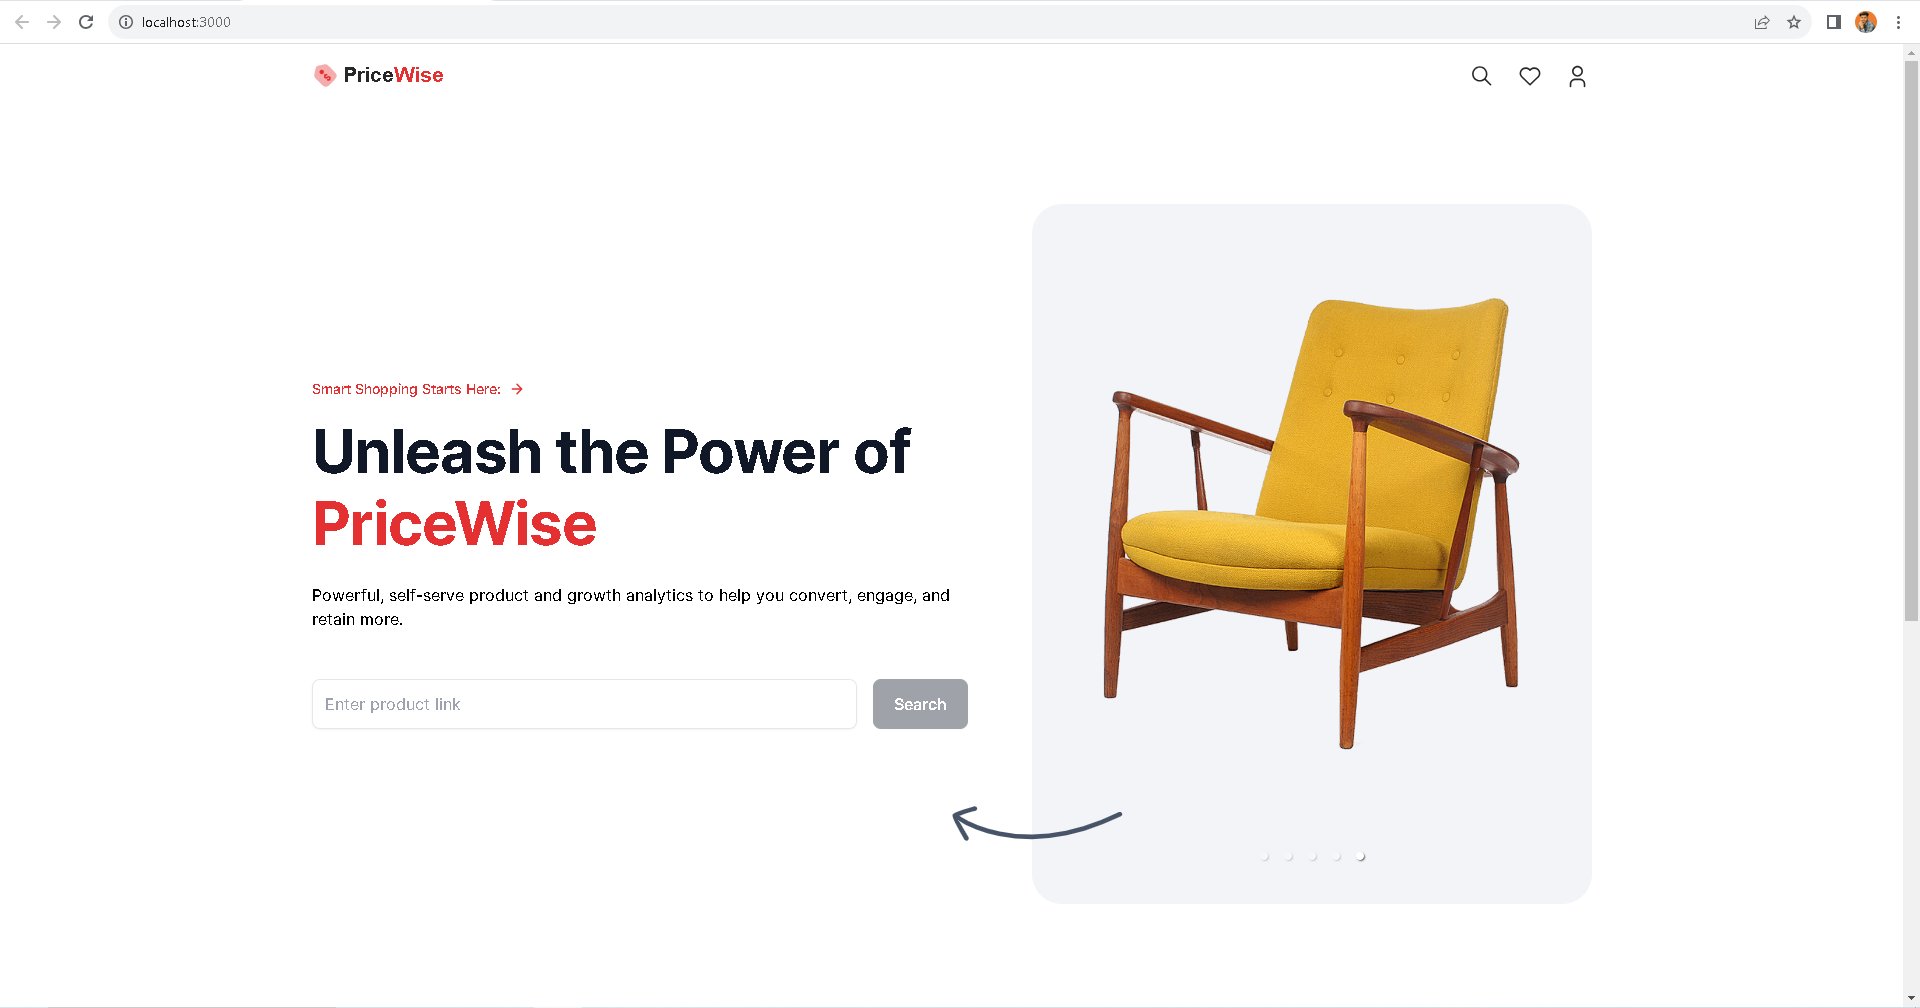 localhost:3000
PriceWise
Smart Shopping Starts Here:
Unleash the Power of
PriceWise
Powerful, self-serve product and growth analytics to help you convert, engage, and
retain more.
Enter product link
Search